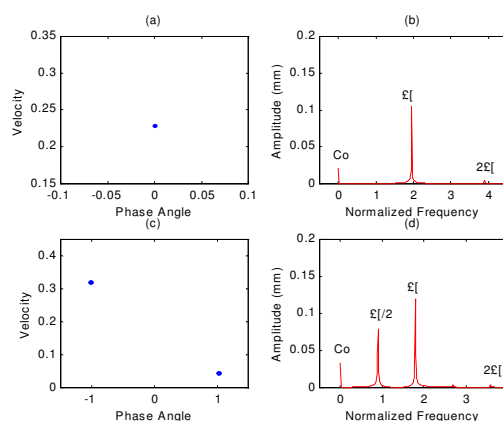 (a)
0.35
0.3
0.25
0.2
0.15
-0.1 -0.05 0 0.05 0.1
Velocity
Phase Angle
(b)
0.2
0.15
0.1
0.05
0
0 1 2 3 4
Amplitude (mm)
Normalized Frequency
Co
£[
2£[
(c)
0.4
0.3
0.2
0.1
0
-1 0 1
Velocity
Phase Angle
(d)
0.2
0.15
0.1
0.05
0
0 1 2 3
Amplitude (mm)
Normalized Frequency
Co
£[/2
£[
2£[